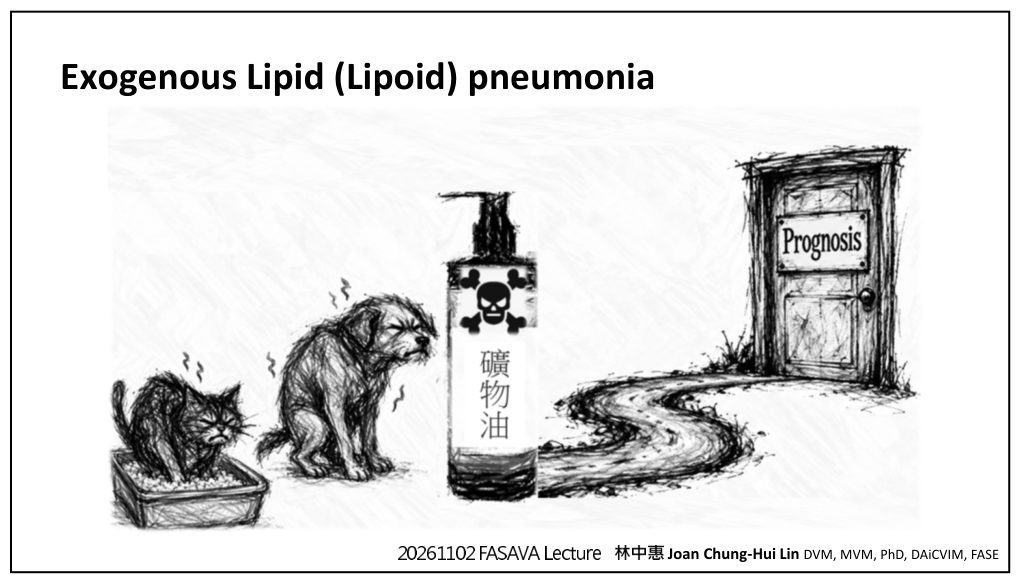 Exogenous Lipid (Lipoid) pneumonia
Prognosis
礦物油
20261102 FASAVA Lecture 林中惠 Joan Chung-Hui Lin DVM, MVM, PhD, DAiCVIM, FASE